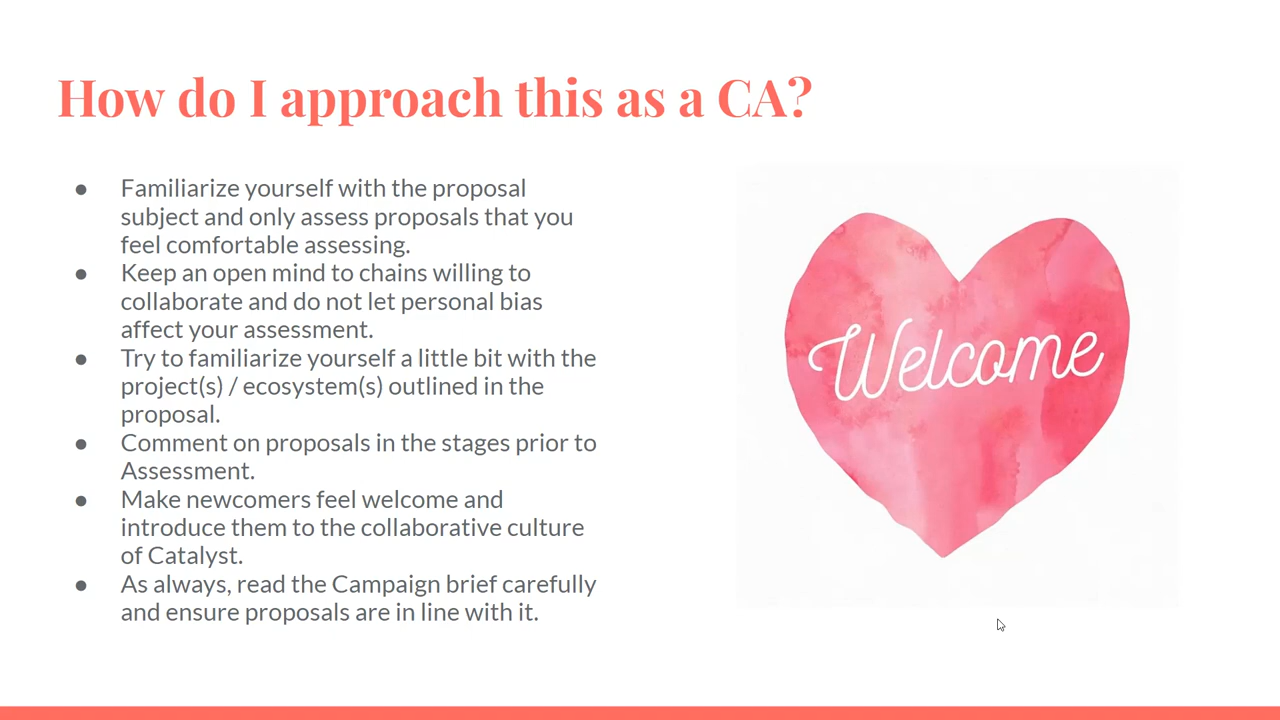 How do I approach this as a CA?
● Familiarize yourself with the proposal
subject and only assess proposals that you
feel comfortable assessing.
● Keep an open mind to chains willing to
collaborate and do not let personal bias
affect your assessment.
● Try to familiarize yourself a little bit with the
project(s) / ecosystem(s) outlined in the
proposal.
● Comment on proposals in the stages prior to
Assessment.
● Make newcomers feel welcome and
introduce them to the collaborative culture
of Catalyst.
● As always, read the Campaign brief carefully
and ensure proposals are in line with it.
Welcome